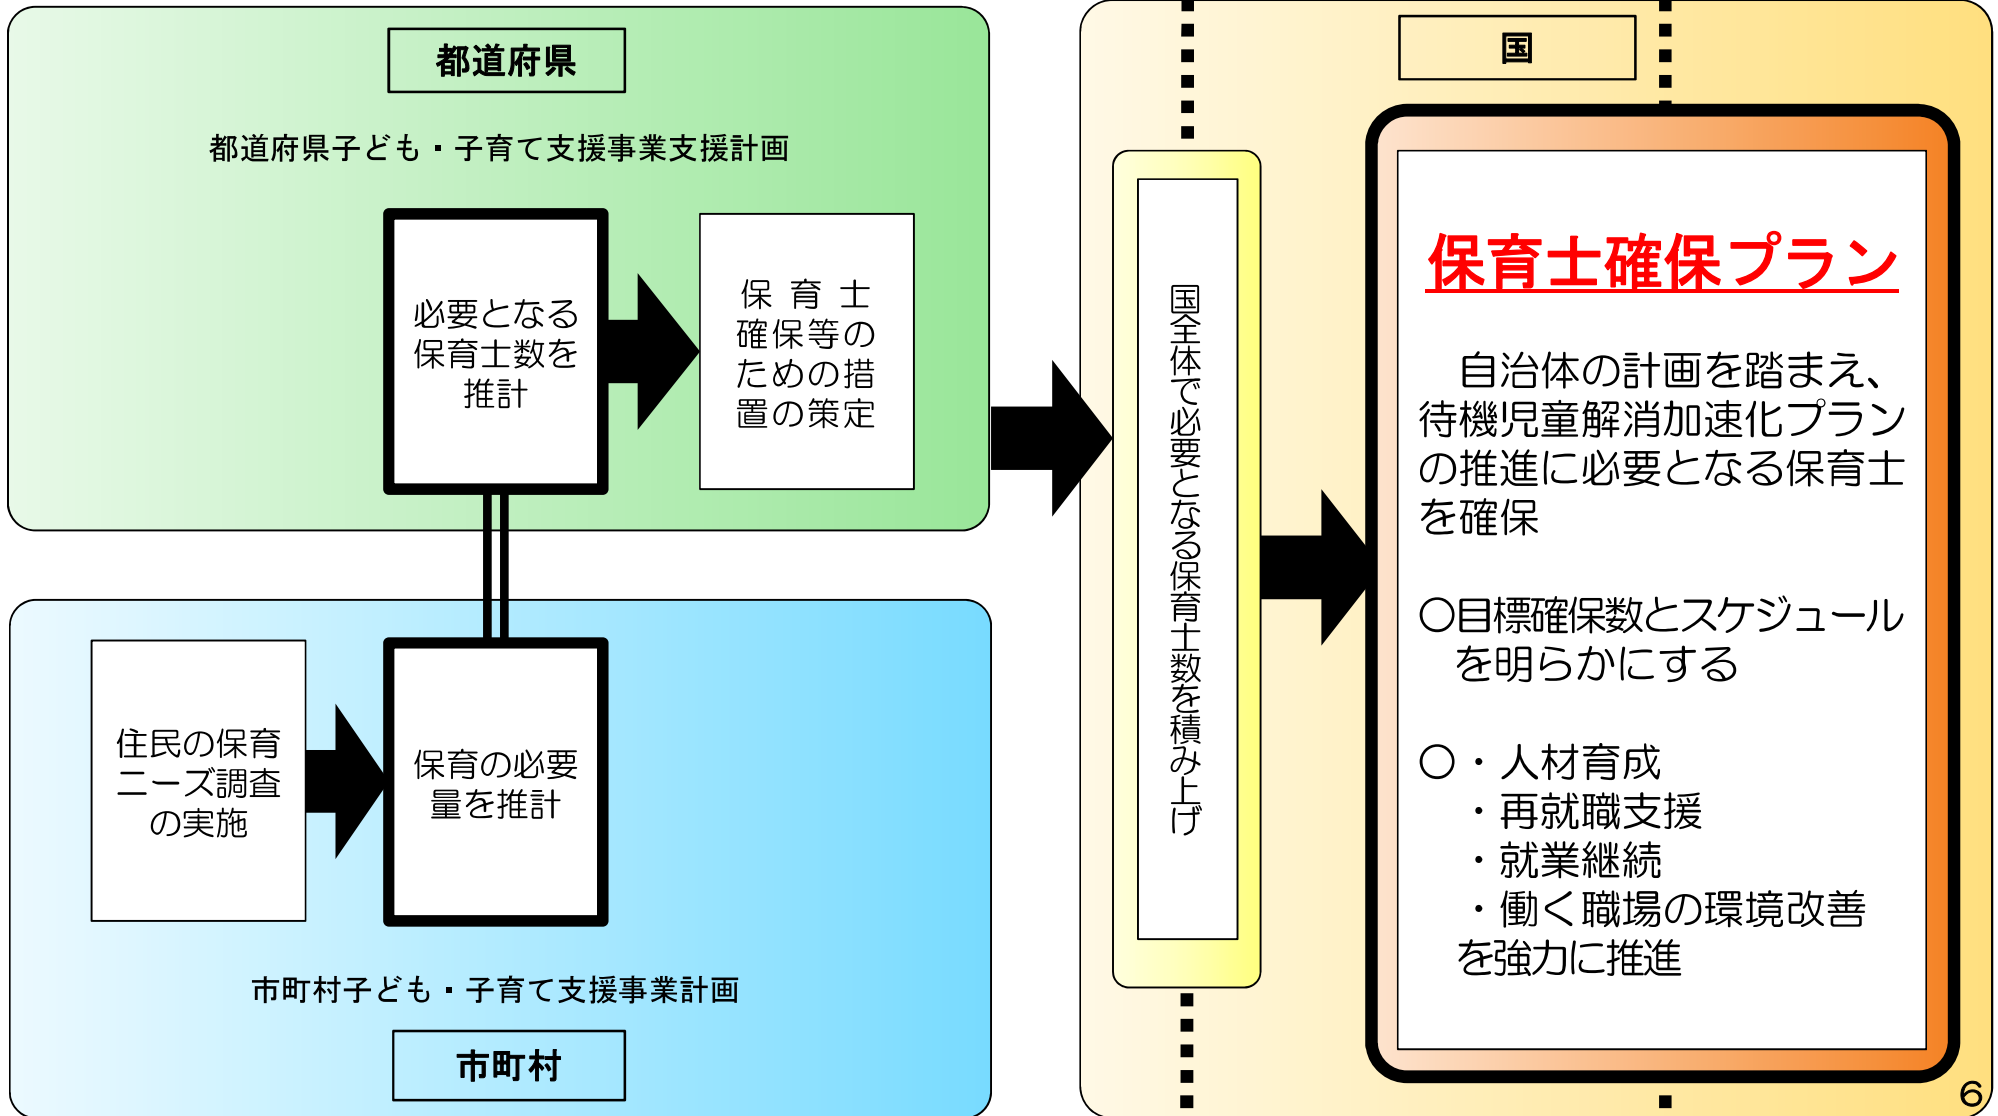 都道府県
都道府県子ども・子育て支援事業支援計画
必要となる
保育士数を
推計
保育士
確保等の
ための措
置の策定
住民の保育
ニーズ調査
の実施
保育の必要
量を推計
市町村子ども・子育て支援事業計画
市町村
国
国全体で必要となる保育士数を積み上げ
保育士確保プラン
自治体の計画を踏まえ、
待機児童解消加速化プラン
の推進に必要となる保育士
を確保
○目標確保数とスケジュール
を明らかにする
○・人材育成
・再就職支援
・就業継続
・働く職場の環境改善
を強力に推進
6